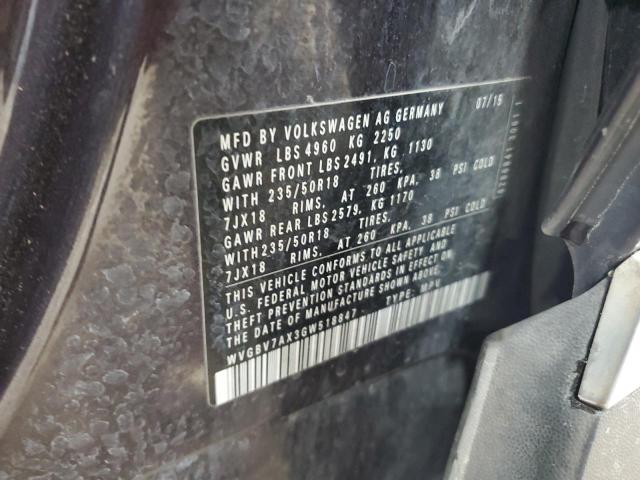 MFD BY VOLKSWAGEN AG GERMANY 07/15
GVWR LBS 4960 KG 2250
GAWR FRONT LBS 2491, KG 1130
WITH 235/50R18 TIRES,
7JX18 RIMS, AT 260 KPA, 38 PSI COLD
GAWR REAR LBS 2579, KG 1170
WITH 235/50R18 TIRES,
7JX18 RIMS, AT 260 KPA, 38 PSI COLD
THIS VEHICLE CONFORMS TO ALL APPLICABLE
U.S. FEDERAL MOTOR VEHICLE SAFETY AND
THEFT PREVENTION STANDARDS IN EFFECT ON
THE DATE OF MANUFACTURE SHOWN ABOVE.
WVGBV7AX3GW518847 TYPE: MPV